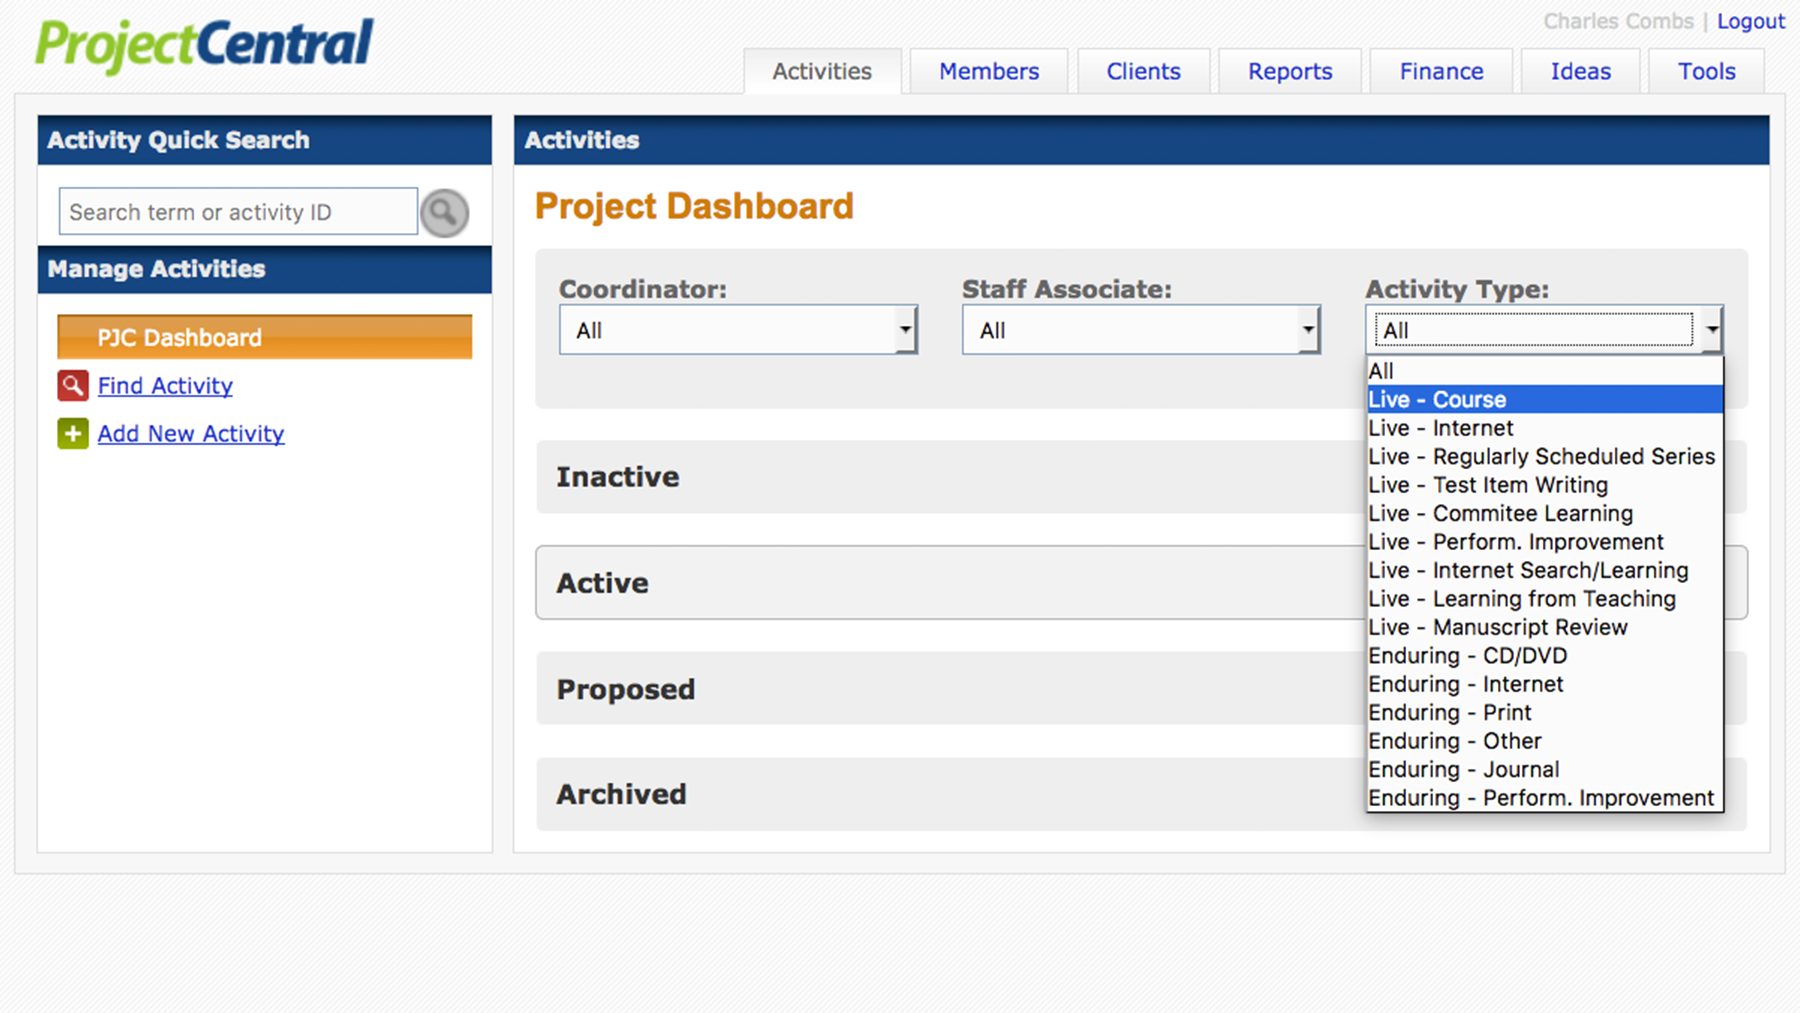 ProjectCentral
Charles Combs | Logout
Activities
Members
Clients
Reports
Finance
Ideas
Tools
Activity Quick Search
Search term or activity ID
Manage Activities
PJC Dashboard
Find Activity
Add New Activity
Activities
Project Dashboard
Coordinator:
All
Staff Associate:
All
Activity Type:
All
All
Live - Course
Live - Internet
Live - Regularly Scheduled Series
Live - Test Item Writing
Live - Commitee Learning
Live - Perform. Improvement
Live - Internet Search/Learning
Live - Learning from Teaching
Live - Manuscript Review
Enduring - CD/DVD
Enduring - Internet
Enduring - Print
Enduring - Other
Enduring - Journal
Enduring - Perform. Improvement
Inactive
Active
Proposed
Archived